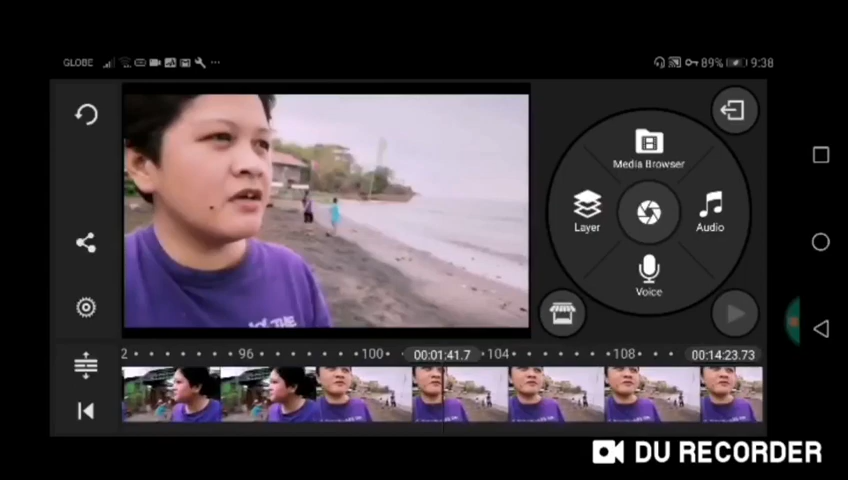 GLOBE
89%
9:38
Media Browser
Layer
Audio
Voice
2
96
100
00:01:41.7
104
108
00:14:23.73
DU RECORDER